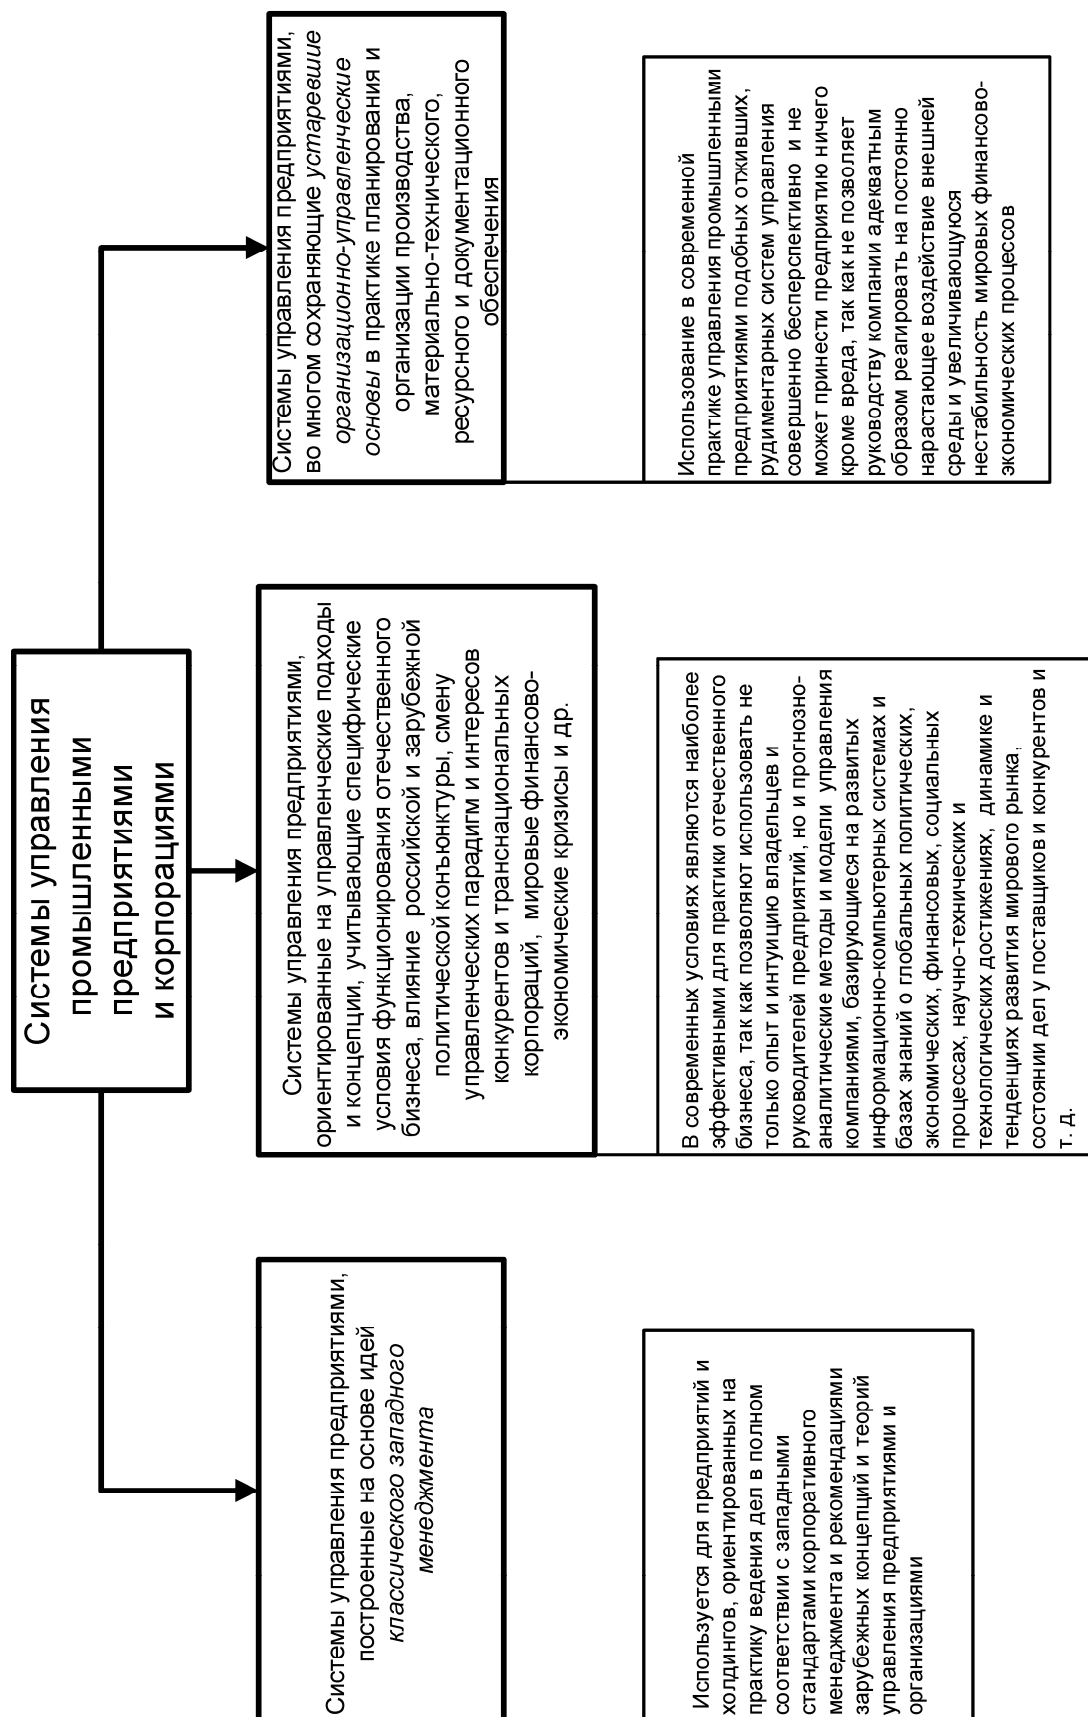 Системы управления
промышленными
предприятиями
и корпорациями
Системы управления предприятиями,
построенные на основе идей
классического западного
менеджмента
Используется для предприятий и
холдингов, ориентированных на
практику ведения дел в полном
соответствии с западными
стандартами корпоративного
менеджмента и рекомендациями
зарубежных концепций и теорий
управления предприятиями и
организациями
Системы управления предприятиями,
ориентированные на управленческие подходы
и концепции, учитывающие специфические
условия функционирования отечественного
бизнеса, влияние российской и зарубежной
политической конъюнктуры, смену
управленческих парадигм и интересов
конкурентов и транснациональных
корпораций, мировые финансово-
экономические кризисы и др.
В современных условиях являются наиболее
эффективными для практики отечественного
бизнеса, так как позволяют использовать не
только опыт и интуицию владельцев и
руководителей предприятий, но и прогнозно-
аналитические методы и модели управления
компаниями, базирующиеся на развитых
информационно-компьютерных системах и
базах знаний о глобальных политических,
экономических, финансовых, социальных
процессах, научно-технических и
технологических достижениях, динамике и
тенденциях развития мирового рынка,
состоянии дел у поставщиков и конкурентов и
т. д.
Системы управления предприятиями,
во многом сохраняющие устаревшие
организационно-управленческие
основы в практике планирования и
организации производства,
материально-технического,
ресурсного и документационного
обеспечения
Использование в современной
практике управления промышленными
предприятиями подобных отживших,
рудиментарных систем управления
совершенно бесперспективно и не
может принести предприятию ничего
кроме вреда, так как не позволяет
руководству компании адекватным
образом реагировать на постоянно
нарастающее воздействие внешней
среды и увеличивающуюся
нестабильность мировых финансово-
экономических процессов